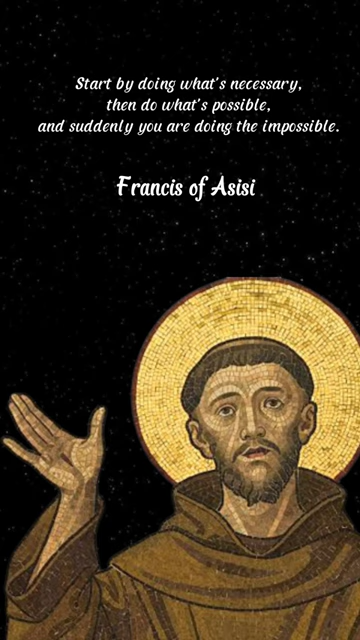 Start by doing what's necessary,
then do what's possible,
and suddenly you are doing the impossible.
Francis of Asisi